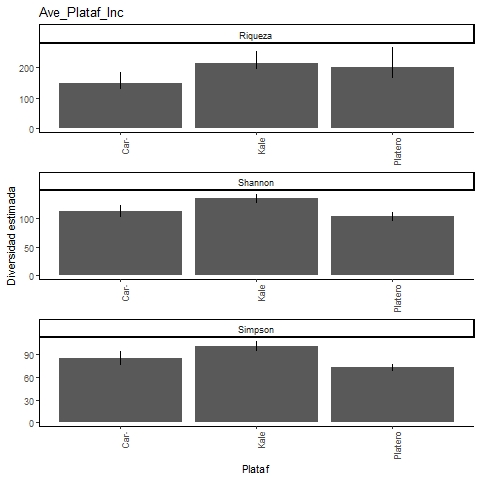 Ave_Plataf_Inc
Riqueza
200
100
0
Car-
Kale
Platero
Shannon
100
50
0
Car-
Kale
Platero
Simpson
90
60
30
0
Car-
Kale
Platero
Diversidad estimada
Plataf